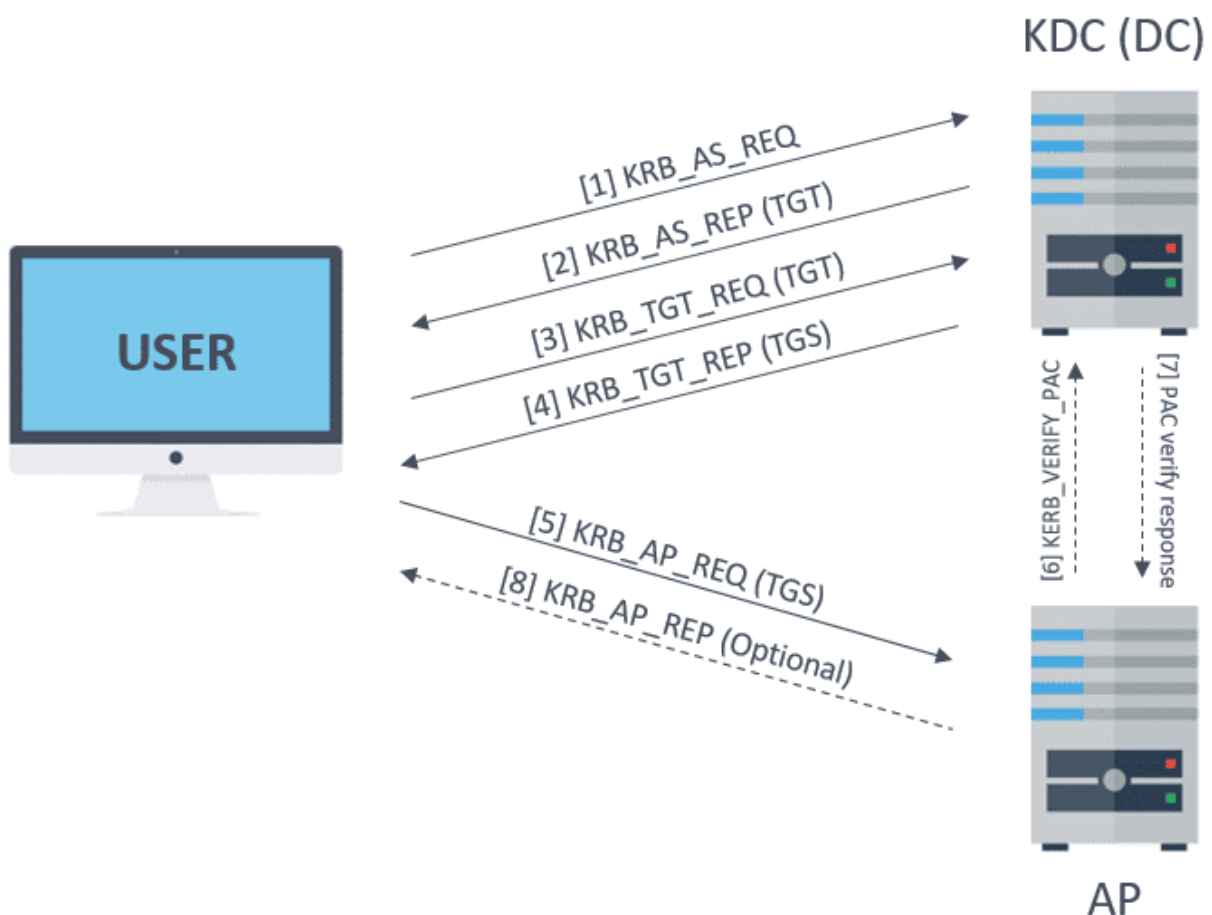 KDC (DC)
[1] KRB_AS_REQ
[2] KRB_AS_REP (TGT)
[3] KRB_TGT_REQ (TGT)
[4] KRB_TGT_REP (TGS)
USER
[6] KERB_VERIFY_PAC
[7] PAC verify response
[5] KRB_AP_REQ (TGS)
[8] KRB_AP_REP (Optional)
AP